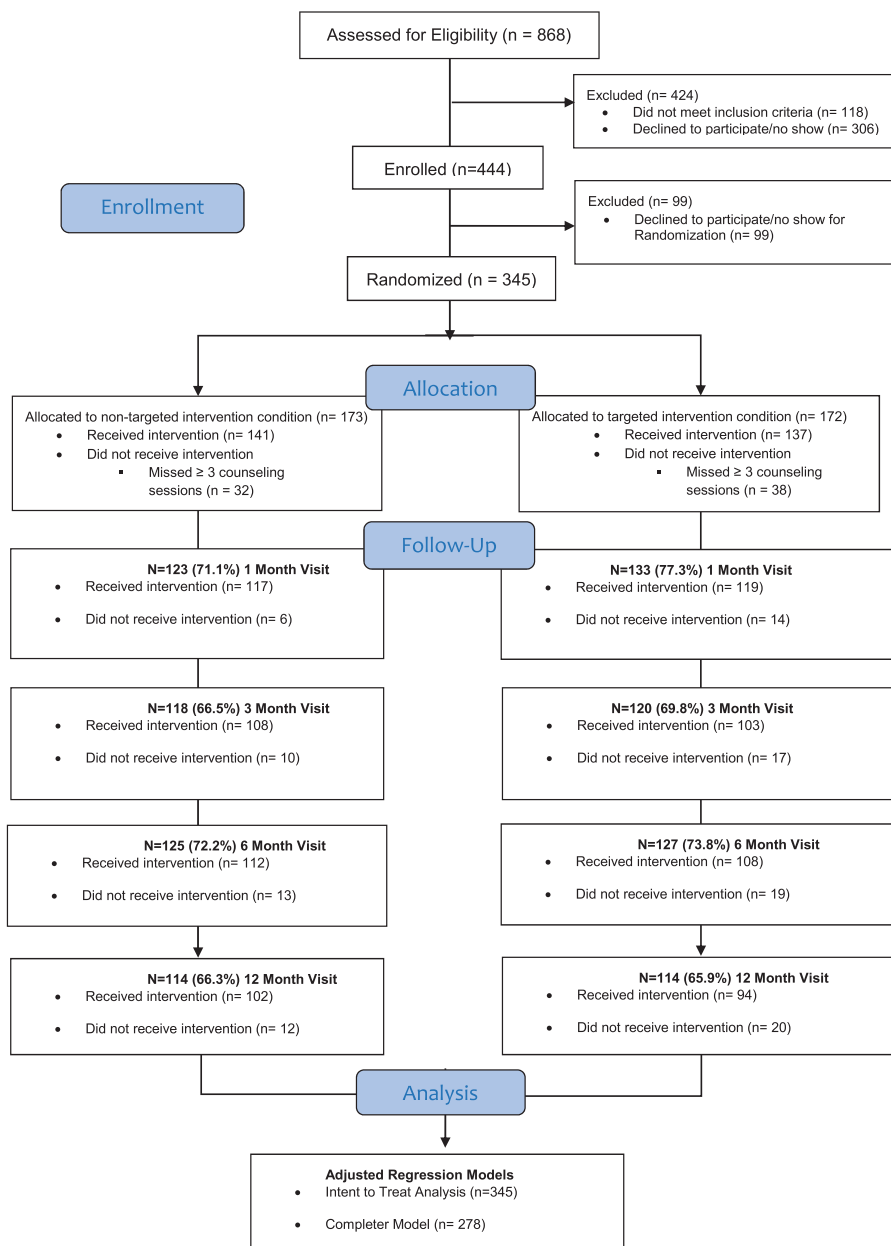 Assessed for Eligibility (n = 868)
Excluded (n= 424)
• Did not meet inclusion criteria (n = 118)
• Declined to participate/no show (n = 306)
Enrolled (n=444)
Enrollment
Excluded (n= 99)
• Declined to participate/no show for
Randomization (n= 99)
Randomized (n = 345)
Allocation
Allocated to non-targeted intervention condition (n= 173)
• Received intervention (n= 141)
• Did not receive intervention
▪ Missed ≥ 3 counseling
sessions (n = 32)
Allocated to targeted intervention condition (n= 172)
• Received intervention (n= 137)
• Did not receive intervention
▪ Missed ≥ 3 counseling
sessions (n = 38)
Follow-Up
N=123 (71.1%) 1 Month Visit
• Received intervention (n= 117)
• Did not receive intervention (n= 6)
N=133 (77.3%) 1 Month Visit
• Received intervention (n= 119)
• Did not receive intervention (n= 14)
N=118 (66.5%) 3 Month Visit
• Received intervention (n= 108)
• Did not receive intervention (n= 10)
N=120 (69.8%) 3 Month Visit
• Received intervention (n= 103)
• Did not receive intervention (n= 17)
N=125 (72.2%) 6 Month Visit
• Received intervention (n= 112)
• Did not receive intervention (n= 13)
N=127 (73.8%) 6 Month Visit
• Received intervention (n= 108)
• Did not receive intervention (n= 19)
N=114 (66.3%) 12 Month Visit
• Received intervention (n= 102)
• Did not receive intervention (n= 12)
N=114 (65.9%) 12 Month Visit
• Received intervention (n= 94)
• Did not receive intervention (n= 20)
Analysis
Adjusted Regression Models
• Intent to Treat Analysis (n=345)
• Completer Model (n = 278)